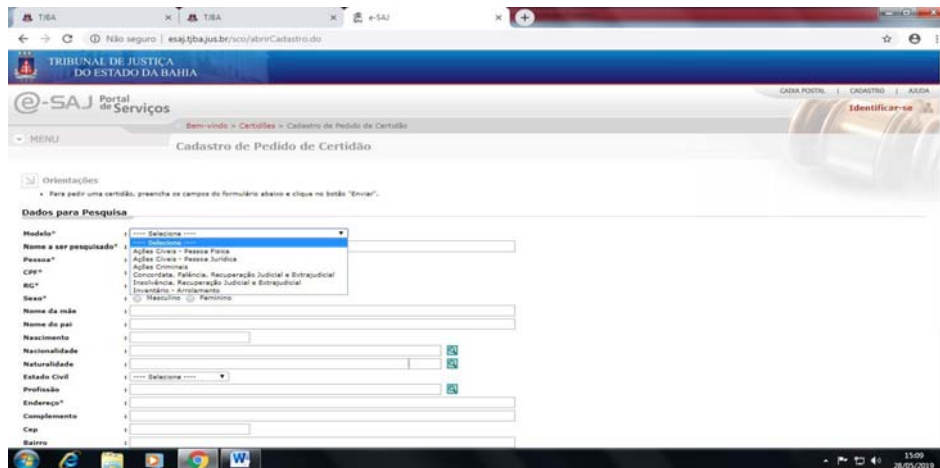 TJBA
TJBA
e-SAJ
Não seguro | esaj.tjba.jus.br/sco/abrirCadastro.do
TRIBUNAL DE JUSTIÇA
DO ESTADO DA BAHIA
CAIXA POSTAL | CADASTRO | AJUDA
e-SAJ Portal de Serviços
Identificar-se
Bem-vindo > Certidões > Cadastro de Pedido de Certidão
MENU
Cadastro de Pedido de Certidão
Orientações
• Para pedir uma certidão, preencha os campos do formulário abaixo e clique no botão "Enviar".
Dados para Pesquisa
Modelo* : ---- Selecione ----
---- Selecione ----
Nome a ser pesquisado* :
Ações Cíveis - Pessoa Física
Pessoa* :
Ações Cíveis - Pessoa Jurídica
Ações Criminais
CPF* :
Concordata, Falência, Recuperação Judicial e Extrajudicial
RG* :
Insolvência, Recuperação Judicial e Extrajudicial
Inventário - Arrolamento
Sexo* : Masculino Feminino
Nome da mãe :
Nome do pai :
Nascimento :
Nacionalidade :
Naturalidade :
Estado Civil : ---- Selecione ----
Profissão :
Endereço* :
Complemento :
Cep :
Bairro :
15:09
28/05/2019